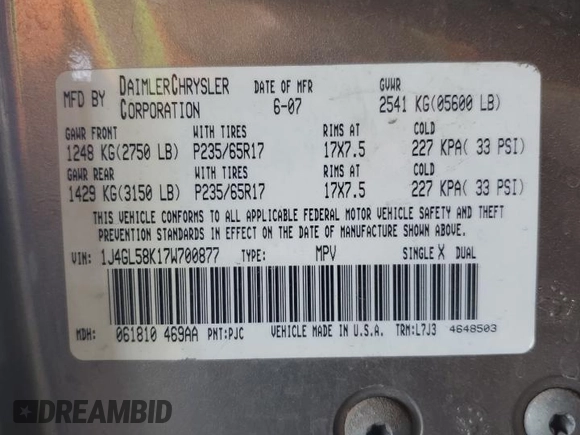 MFD BY DAIMLERCHRYSLER CORPORATION DATE OF MFR 6-07 GVWR 2541 KG(05600 LB)
GAWR FRONT WITH TIRES RIMS AT COLD
1248 KG(2750 LB) P235/65R17 17X7.5 227 KPA( 33 PSI)
GAWR REAR WITH TIRES RIMS AT COLD
1429 KG(3150 LB) P235/65R17 17X7.5 227 KPA( 33 PSI)
THIS VEHICLE CONFORMS TO ALL APPLICABLE FEDERAL MOTOR VEHICLE SAFETY AND THEFT
PREVENTION STANDARDS IN EFFECT ON THE DATE OF MANUFACTURE SHOWN ABOVE.
VIN: 1J4GL58K17W700877 TYPE: MPV SINGLE X DUAL
MDH: 061810 469AA PNT:PJC VEHICLE MADE IN U.S.A. TRM:L7J3 4648503
DREAMBID